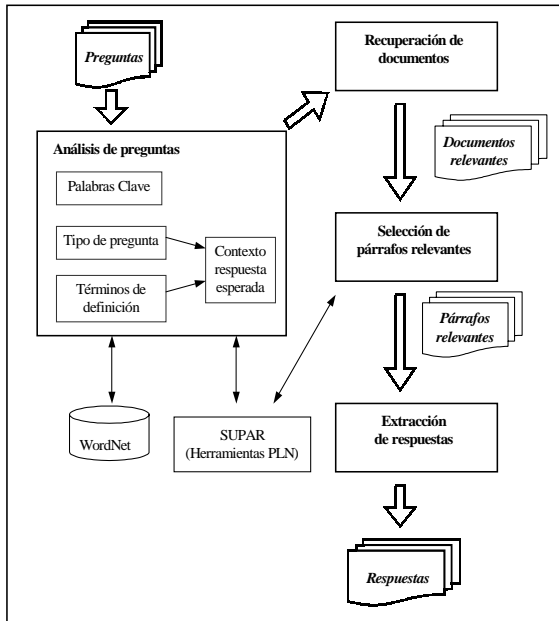 Preguntas
Análisis de preguntas
Palabras Clave
Tipo de pregunta
Términos de
definición
Contexto
respuesta
esperada
WordNet
SUPAR
(Herramientas PLN)
Recuperación de
documentos
Documentos
relevantes
Selección de
párrafos relevantes
Párrafos
relevantes
Extracción
de respuestas
Respuestas